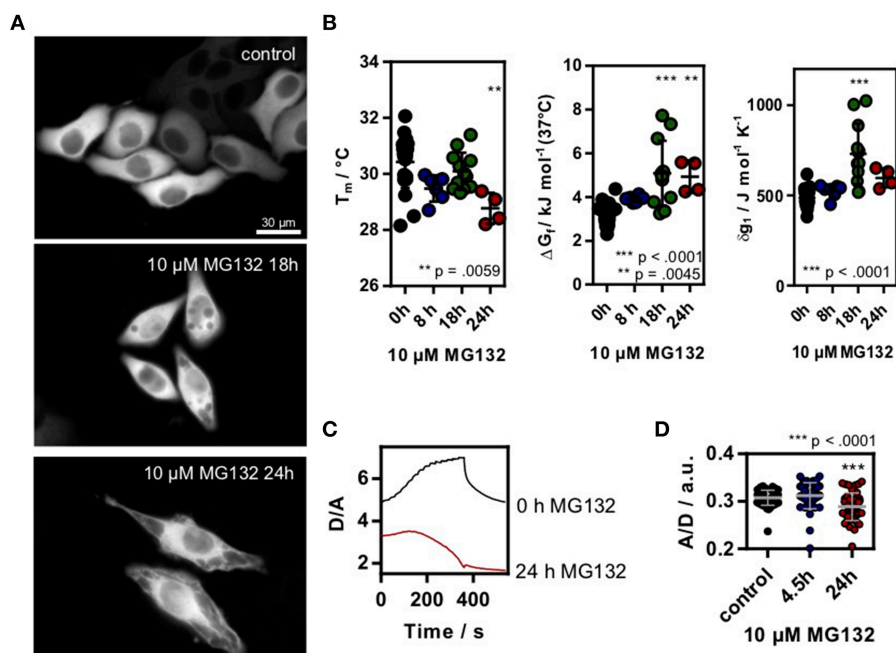 A
control
30 µm
10 µM MG132 18h
10 µM MG132 24h
B
34
32
30
28
26
Tm / °C
**
** p = .0059
0h
8 h
18h
24h
10 µM MG132
10
8
6
4
2
0
ΔGf / kJ mol⁻¹ (37°C)
*** **
*** p < .0001
** p = .0045
0h
8 h
18h
24h
10 µM MG132
1000
500
0
δg1 / J mol⁻¹ K⁻¹
***
*** p < .0001
0h
8h
18h
24h
10 µM MG132
C
6
4
2
D/A
0
200
400
Time / s
0 h MG132
24 h MG132
D
*** p < .0001
***
0.4
0.3
0.2
A/D / a.u.
control
4.5h
24h
10 µM MG132